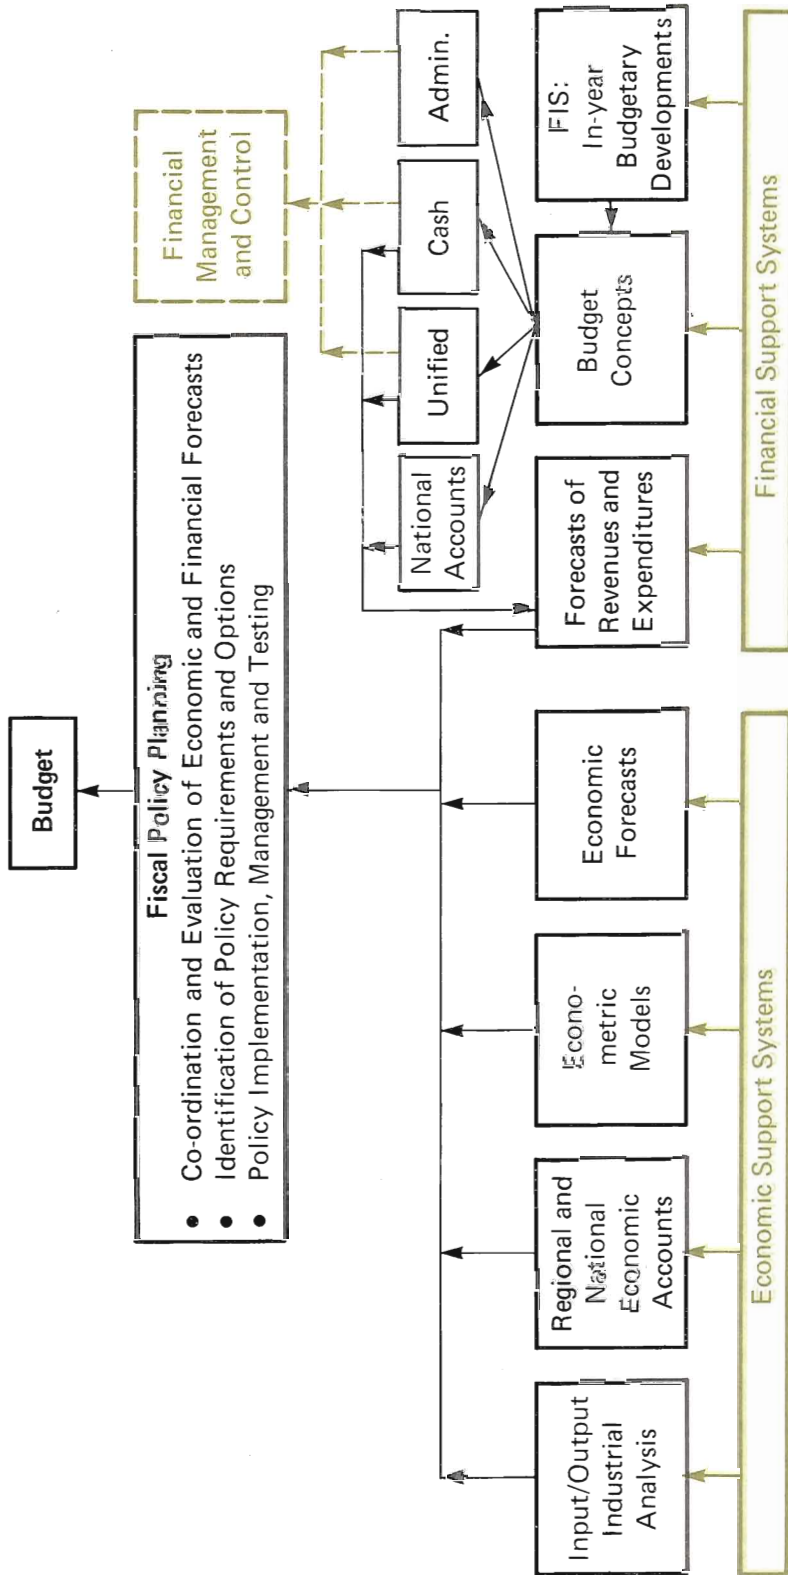 Budget
Fiscal Policy Planning
• Co-ordination and Evaluation of Economic and Financial Forecasts
• Identification of Policy Requirements and Options
• Policy Implementation, Management and Testing
Financial
Management
and Control
National
Accounts
Unified
Cash
Admin.
Input/Output
Industrial
Analysis
Regional and
National
Economic
Accounts
Econo-
metric
Models
Economic
Forecasts
Forecasts of
Revenues and
Expenditures
Budget
Concepts
FIS:
In-year
Budgetary
Developments
Economic Support Systems
Financial Support Systems